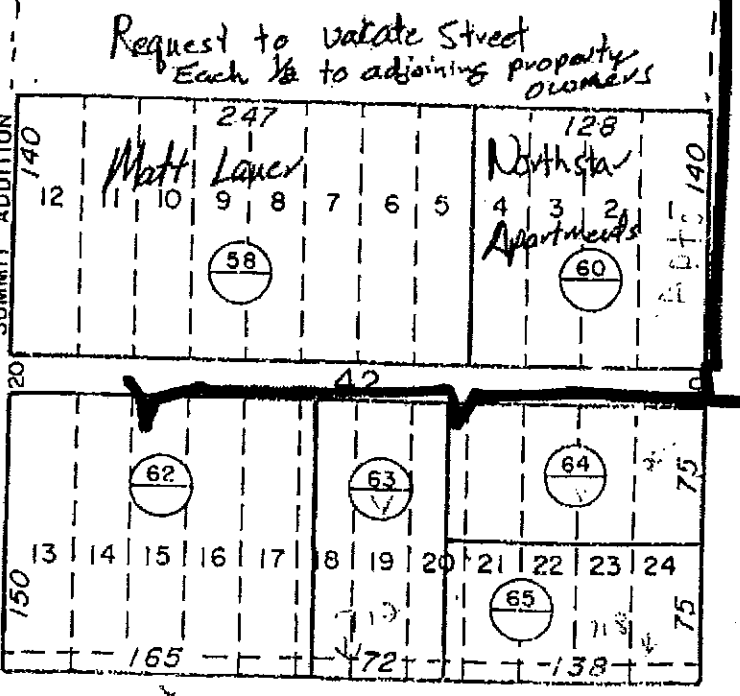 Request to vacate Street
Each 1/2 to adjoining property
owners
SUMMIT ADDITION
247
128
140
Matt Lauer
Northstar
140
12 11 10 9 8 7 6 5 4 3 2
Apartments
58
60
20
42
62
63
64
75
13 14 15 16 17 18 19 20 21 22 23 24
150
65
75
165
72
138